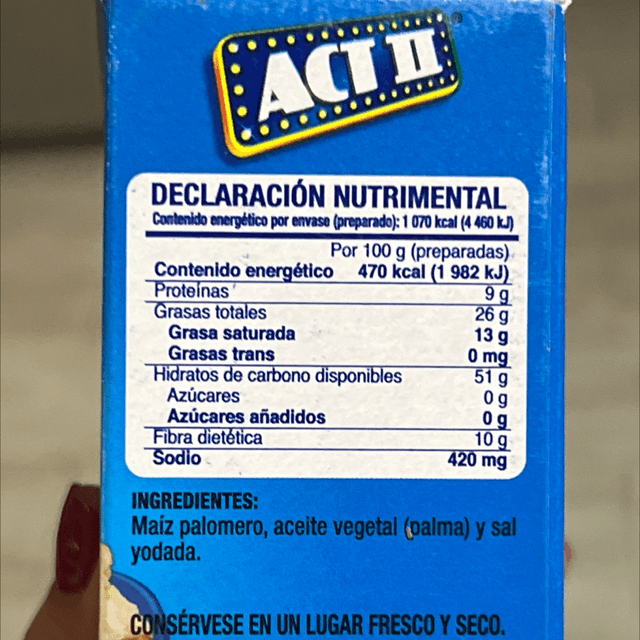 ACT II®
DECLARACIÓN NUTRIMENTAL
Contenido energético por envase (preparado): 1 070 kcal (4 460 kJ)
Por 100 g (preparadas)
Contenido energético 470 kcal (1 982 kJ)
Proteínas 9 g
Grasas totales 26 g
Grasa saturada 13 g
Grasas trans 0 mg
Hidratos de carbono disponibles 51 g
Azúcares 0 g
Azúcares añadidos 0 g
Fibra dietética 10 g
Sodio 420 mg
INGREDIENTES:
Maíz palomero, aceite vegetal (palma) y sal
yodada.
CONSÉRVESE EN UN LUGAR FRESCO Y SECO.